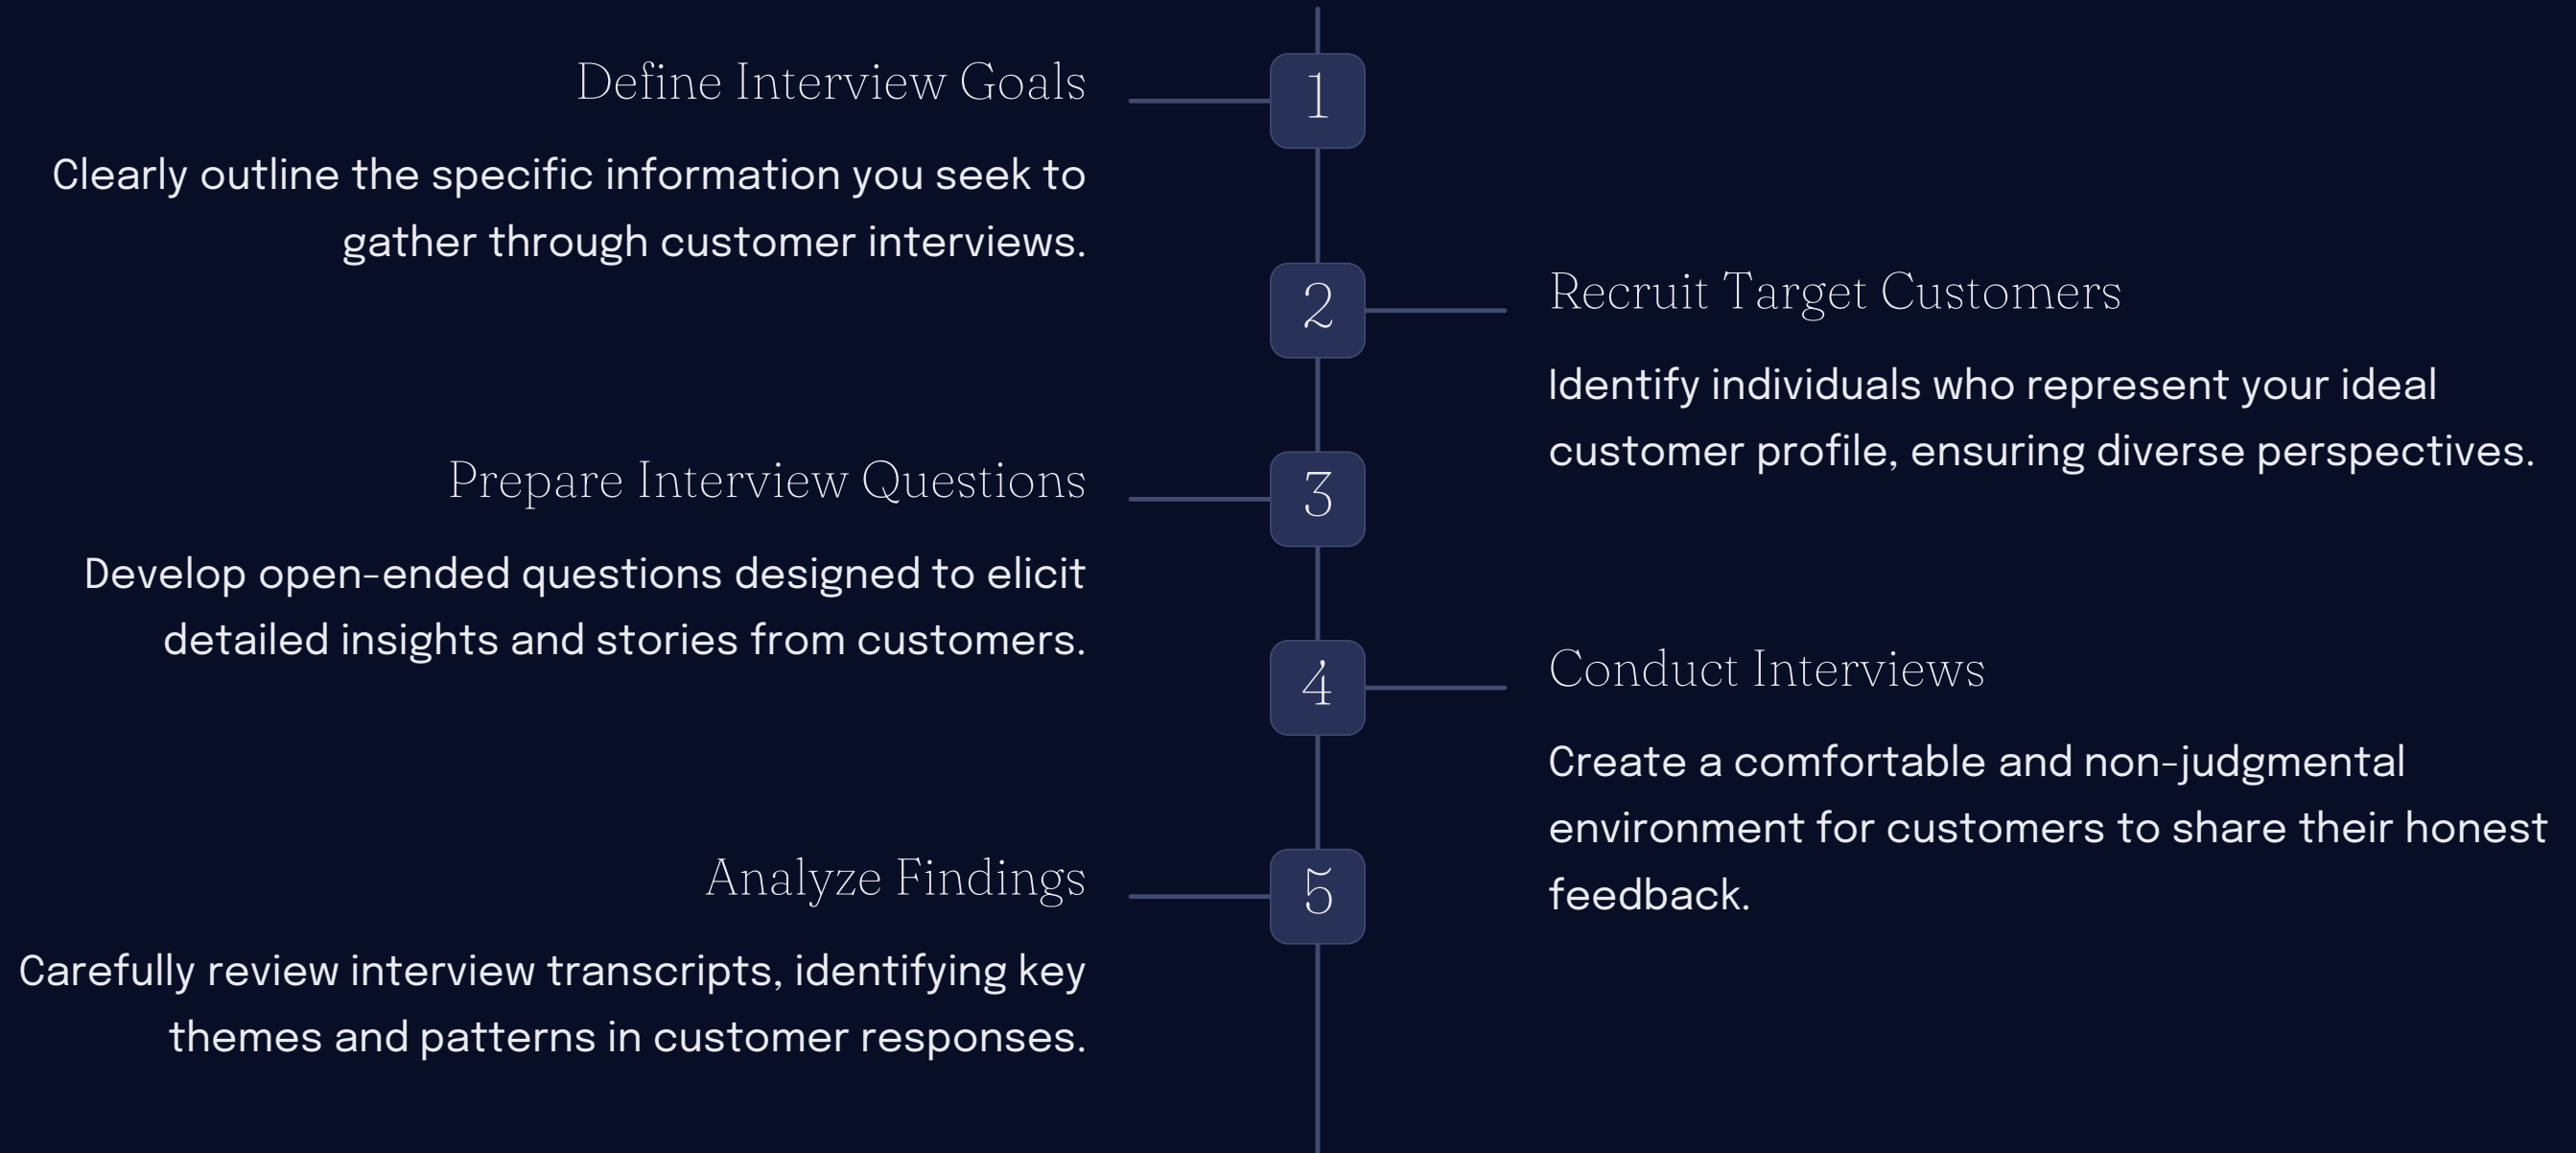 Define Interview Goals
1
Clearly outline the specific information you seek to
gather through customer interviews.
2
Recruit Target Customers
Identify individuals who represent your ideal
customer profile, ensuring diverse perspectives.
Prepare Interview Questions
3
Develop open-ended questions designed to elicit
detailed insights and stories from customers.
4
Conduct Interviews
Create a comfortable and non-judgmental
environment for customers to share their honest
feedback.
Analyze Findings
5
Carefully review interview transcripts, identifying key
themes and patterns in customer responses.